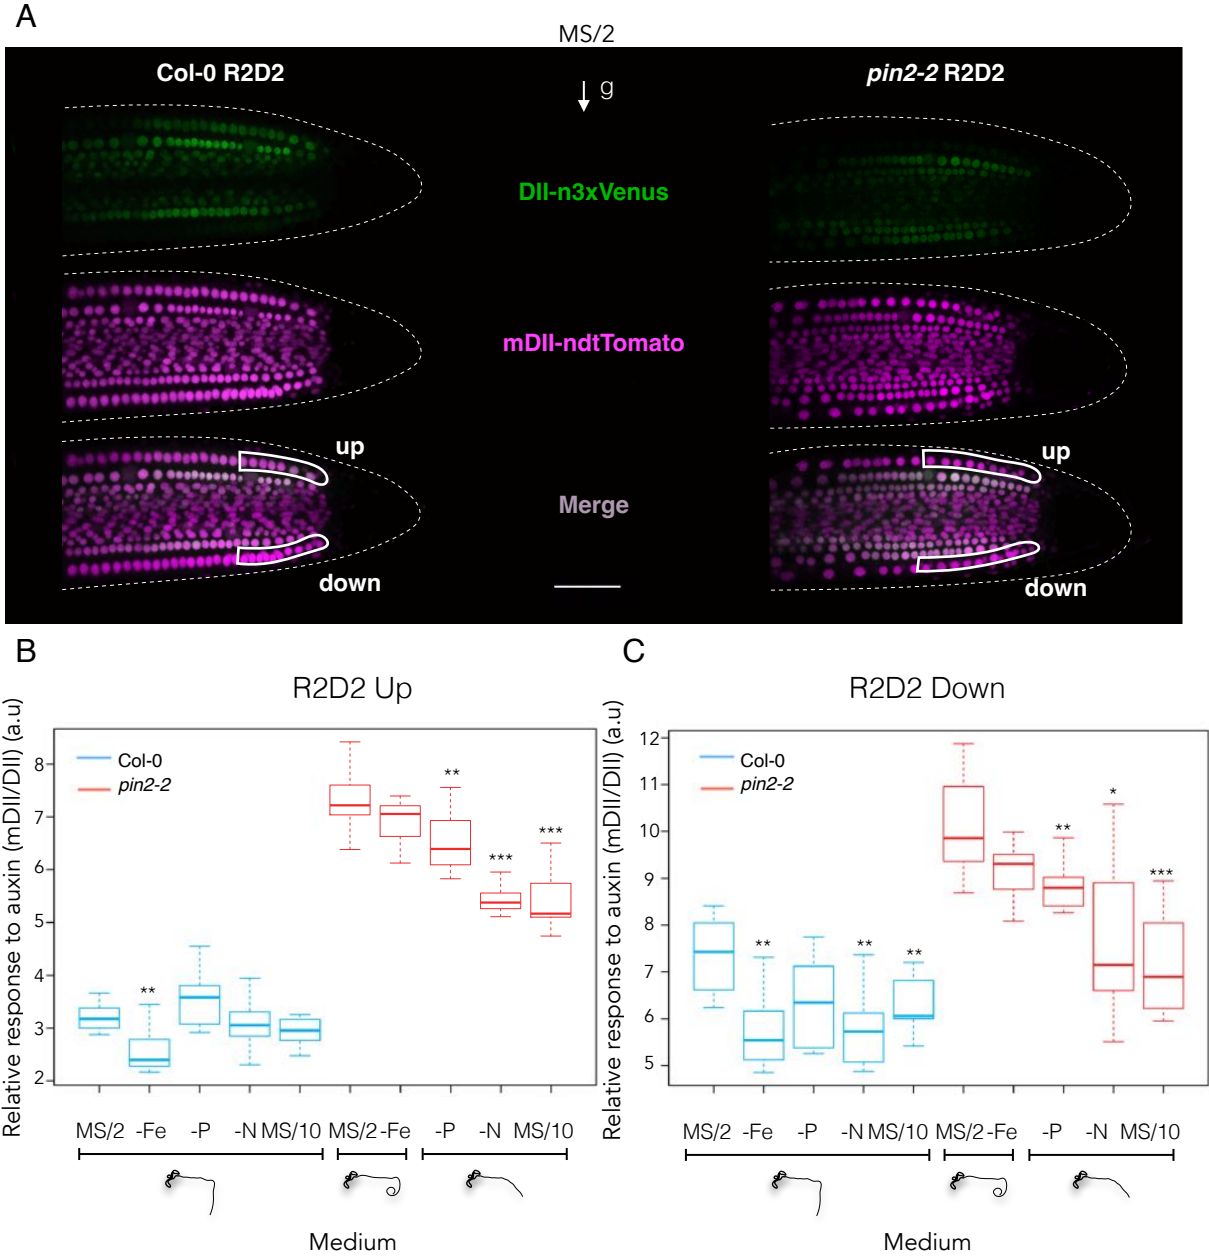 A
MS/2
Col-0 R2D2
pin2-2 R2D2
g
DII-n3xVenus
mDII-ndtTomato
up
up
Merge
down
down
B
C
R2D2 Up
R2D2 Down
Relative response to auxin (mDII/DII) (a.u)
Col-0
pin2-2
8
7
6
5
4
3
2
**
**
***
***
MS/2 -Fe -P -N MS/10 MS/2 -Fe -P -N MS/10
Medium
Relative response to auxin (mDII/DII) (a.u)
Col-0
pin2-2
12
11
10
9
8
7
6
5
**
**
**
**
*
***
MS/2 -Fe -P -N MS/10 MS/2 -Fe -P -N MS/10
Medium